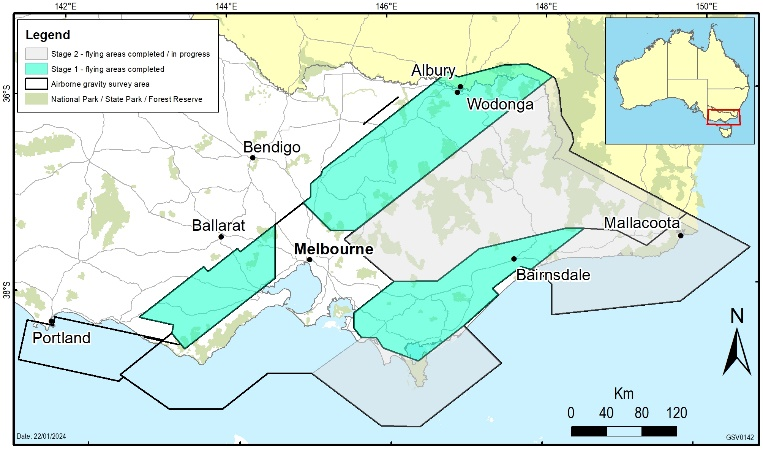 142°E 144°E 146°E 148°E 150°E
Legend
Stage 2 - flying areas completed / in progress
Stage 1 - flying areas completed
Airborne gravity survey area
National Park / State Park / Forest Reserve
36°S
38°S
Albury
Wodonga
Bendigo
Ballarat
Melbourne
Mallacoota
Bairnsdale
Portland
N
Km
0 40 80 120
Date: 22/01/2024
GSV0142